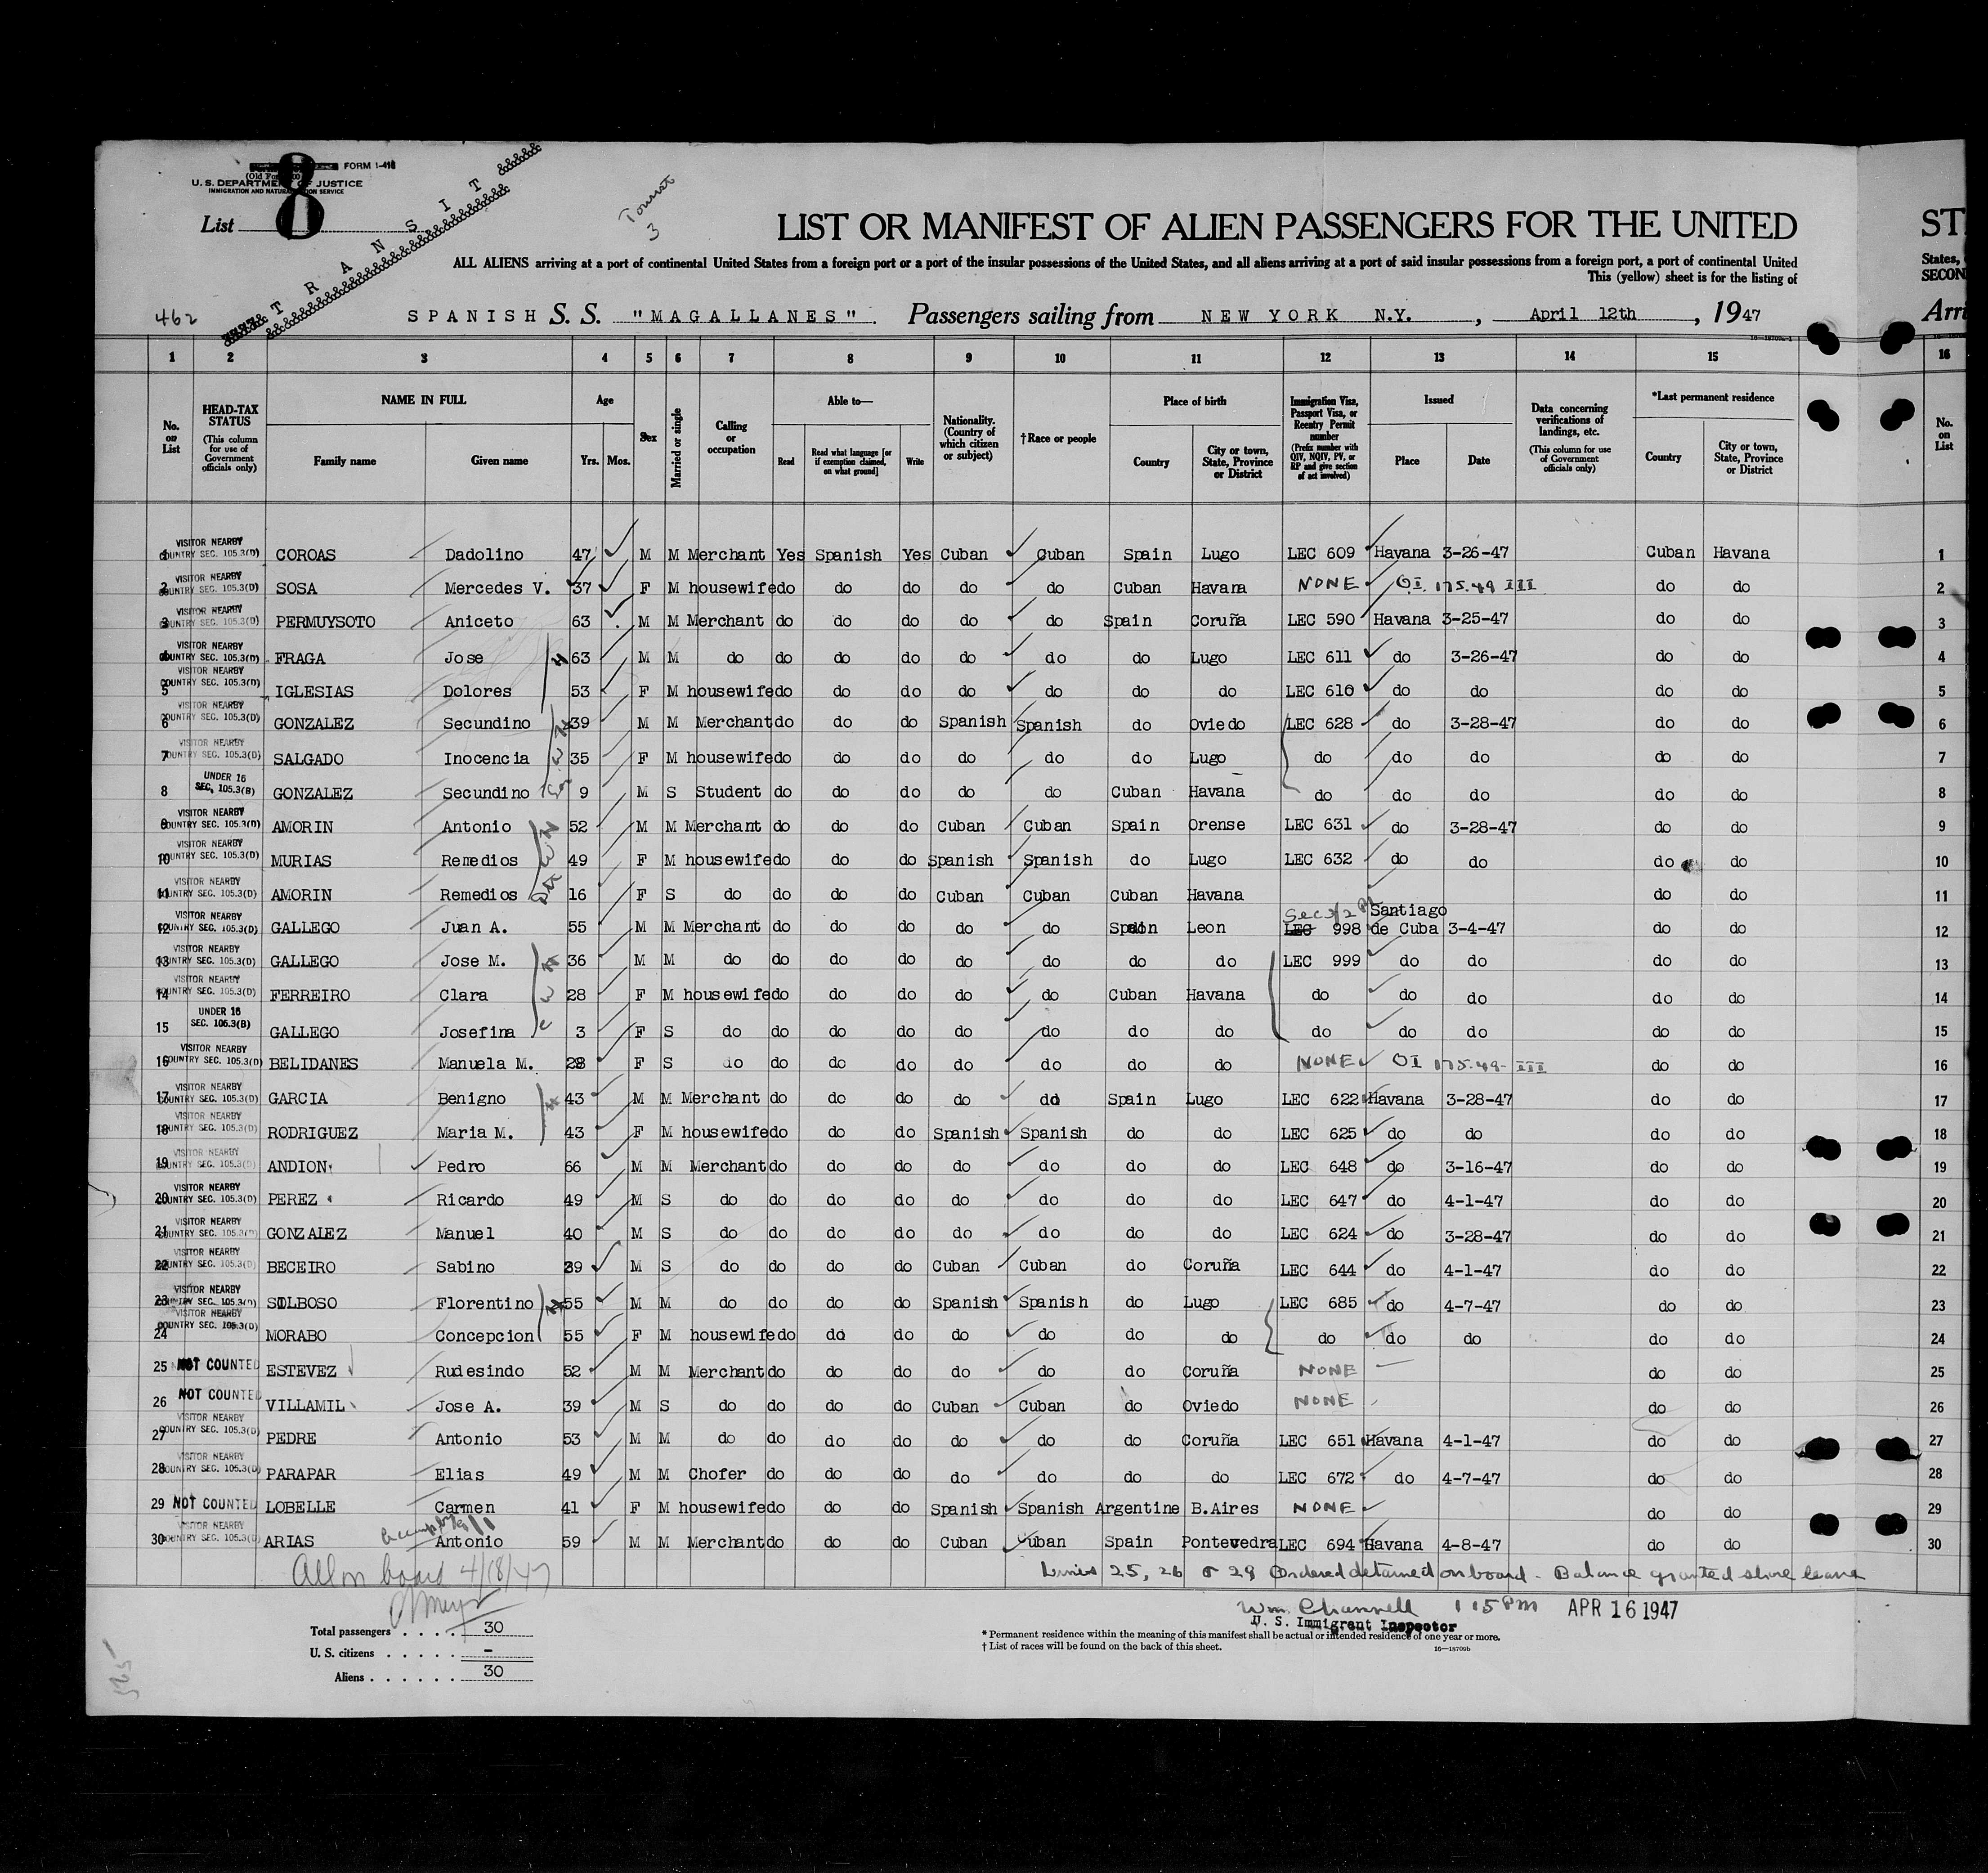 8
FORM I-418
U. S. DEPARTMENT OF JUSTICE
IMMIGRATION AND NATURALIZATION SERVICE
List
TRANSIT
Tourist
3
LIST OR MANIFEST OF ALIEN PASSENGERS FOR THE UNITED
ST
ALL ALIENS arriving at a port of continental United States from a foreign port or a port of the insular possessions of the United States, and all aliens arriving at a port of said insular possessions from a foreign port, a port of continental United
States,
This (yellow) sheet is for the listing of
SECON
462
SPANISH S. S. "MAGALLANES" Passengers sailing from NEW YORK N.Y., April 12th, 1947
Arri
1 2 3 4 5 6 7 8 9 10 11 12 13 14 15 16
No. on List
HEAD-TAX STATUS
(This column for use of Government officials only)
NAME IN FULL
Family name Given name
Age
Yrs. Mos.
Sex
Married or single
Calling or occupation
Able to—
Read Read what language [or if exemption claimed, on what ground] Write
Nationality. (Country of which citizen or subject)
†Race or people
Place of birth
Country City or town, State, Province or District
Immigration Visa, Passport Visa, or Reentry Permit number
(Prefix number with QIV, NQIV, PV, or RP and give section of act involved)
Issued
Place Date
Data concerning verifications of landings, etc.
(This column for use of Government officials only)
*Last permanent residence
Country City or town, State, Province or District
No. on List
1 VISITOR NEARBY COUNTRY SEC. 105.3(D) COROAS Dadolino 47 M M Merchant Yes Spanish Yes Cuban Cuban Spain Lugo LEC 609 Havana 3-26-47 Cuban Havana 1
2 VISITOR NEARBY COUNTRY SEC. 105.3(D) SOSA Mercedes V. 37 F M housewife do do do do do Cuban Havana NONE OI 175.49 III do do 2
3 VISITOR NEARBY COUNTRY SEC. 105.3(D) PERMUYSOTO Aniceto 63 M M Merchant do do do do do Spain Coruña LEC 590 Havana 3-25-47 do do 3
4 VISITOR NEARBY COUNTRY SEC. 105.3(D) FRAGA Jose 63 M M do do do do do do do Lugo LEC 611 do 3-26-47 do do 4
5 VISITOR NEARBY COUNTRY SEC. 105.3(D) IGLESIAS Dolores 53 F M housewife do do do do do do do LEC 610 do do do do 5
6 VISITOR NEARBY COUNTRY SEC. 105.3(D) GONZALEZ Secundino 39 M M Merchant do do do Spanish Spanish do Oviedo LEC 628 do 3-28-47 do do 6
7 VISITOR NEARBY COUNTRY SEC. 105.3(D) SALGADO Inocencia 35 F M housewife do do do do do do Lugo do do do do do 7
8 UNDER 16 SEC. 105.3(B) GONZALEZ Secundino 9 M S Student do do do do do Cuban Havana do do do do do 8
9 VISITOR NEARBY COUNTRY SEC. 105.3(D) AMORIN Antonio 52 M M Merchant do do do Cuban Cuban Spain Orense LEC 631 do 3-28-47 do do 9
10 VISITOR NEARBY COUNTRY SEC. 105.3(D) MURIAS Remedios 49 F M housewife do do do Spanish Spanish do Lugo LEC 632 do do do do 10
11 VISITOR NEARBY COUNTRY SEC. 105.3(D) AMORIN Remedios 16 F S do do do do Cuban Cuban Cuban Havana do do 11
12 VISITOR NEARBY COUNTRY SEC. 105.3(D) GALLEGO Juan A. 55 M M Merchant do do do do do Spain Leon Sec 3/2 LEC 998 Santiago de Cuba 3-4-47 do do 12
13 VISITOR NEARBY COUNTRY SEC. 105.3(D) GALLEGO Jose M. 36 M M do do do do do do do do LEC 999 do do do do 13
14 VISITOR NEARBY COUNTRY SEC. 105.3(D) FERREIRO Clara 28 F M housewife do do do do do Cuban Havana do do do do do 14
15 UNDER 16 SEC. 105.3(B) GALLEGO Josefina 3 F S do do do do do do do do do do do do do 15
16 VISITOR NEARBY COUNTRY SEC. 105.3(D) BELIDANES Manuela M. 28 F S do do do do do do do do NONE OI 175.49 III do do 16
17 VISITOR NEARBY COUNTRY SEC. 105.3(D) GARCIA Benigno 43 M M Merchant do do do do do Spain Lugo LEC 622 Havana 3-28-47 do do 17
18 VISITOR NEARBY COUNTRY SEC. 105.3(D) RODRIGUEZ Maria M. 43 F M housewife do do do Spanish Spanish do do LEC 625 do do do do 18
19 VISITOR NEARBY COUNTRY SEC. 105.3(D) ANDION Pedro 66 M M Merchant do do do do do do do LEC 648 do 3-16-47 do do 19
20 VISITOR NEARBY COUNTRY SEC. 105.3(D) PEREZ Ricardo 49 M S do do do do do do do do LEC 647 do 4-1-47 do do 20
21 VISITOR NEARBY COUNTRY SEC. 105.3(D) GONZALEZ Manuel 40 M S do do do do do do do do LEC 624 do 3-28-47 do do 21
22 VISITOR NEARBY COUNTRY SEC. 105.3(D) BECEIRO Sabino 39 M S do do do do Cuban Cuban do Coruña LEC 644 do 4-1-47 do do 22
23 VISITOR NEARBY COUNTRY SEC. 105.3(D) SILBOSO Florentino 55 M M do do do do Spanish Spanish do Lugo LEC 685 do 4-7-47 do do 23
24 VISITOR NEARBY COUNTRY SEC. 105.3(D) MORABO Concepcion 55 F M housewife do do do do do do do do do do do do 24
25 NOT COUNTED ESTEVEZ Rudesindo 52 M M Merchant do do do do do do Coruña NONE do do 25
26 NOT COUNTED VILLAMIL Jose A. 39 M S do do do do Cuban Cuban do Oviedo NONE do do 26
27 VISITOR NEARBY COUNTRY SEC. 105.3(D) PEDRE Antonio 53 M M do do do do do do do Coruña LEC 651 Havana 4-1-47 do do 27
28 VISITOR NEARBY COUNTRY SEC. 105.3(D) PARAPAR Elias 49 M M Chofer do do do do do do do LEC 672 do 4-7-47 do do 28
29 NOT COUNTED LOBELLE Carmen 41 F M housewife do do do Spanish Spanish Argentine B.Aires NONE do do 29
30 VISITOR NEARBY COUNTRY SEC. 105.3(D) ARIAS Antonio 59 M M Merchant do do do Cuban Cuban Spain Pontevedra LEC 694 Havana 4-8-47 do do 30
All on board 4/18/47
Lines 25, 26 & 29 Ordered detained on board - Balance granted shore leave
Wm. Channell 1 15 PM APR 16 1947
U. S. Immigrant Inspector
Total passengers . . . . 30
U. S. citizens . . . . . -
Aliens . . . . . . 30
* Permanent residence within the meaning of this manifest shall be actual or intended residence of one year or more.
† List of races will be found on the back of this sheet.
16—18709b